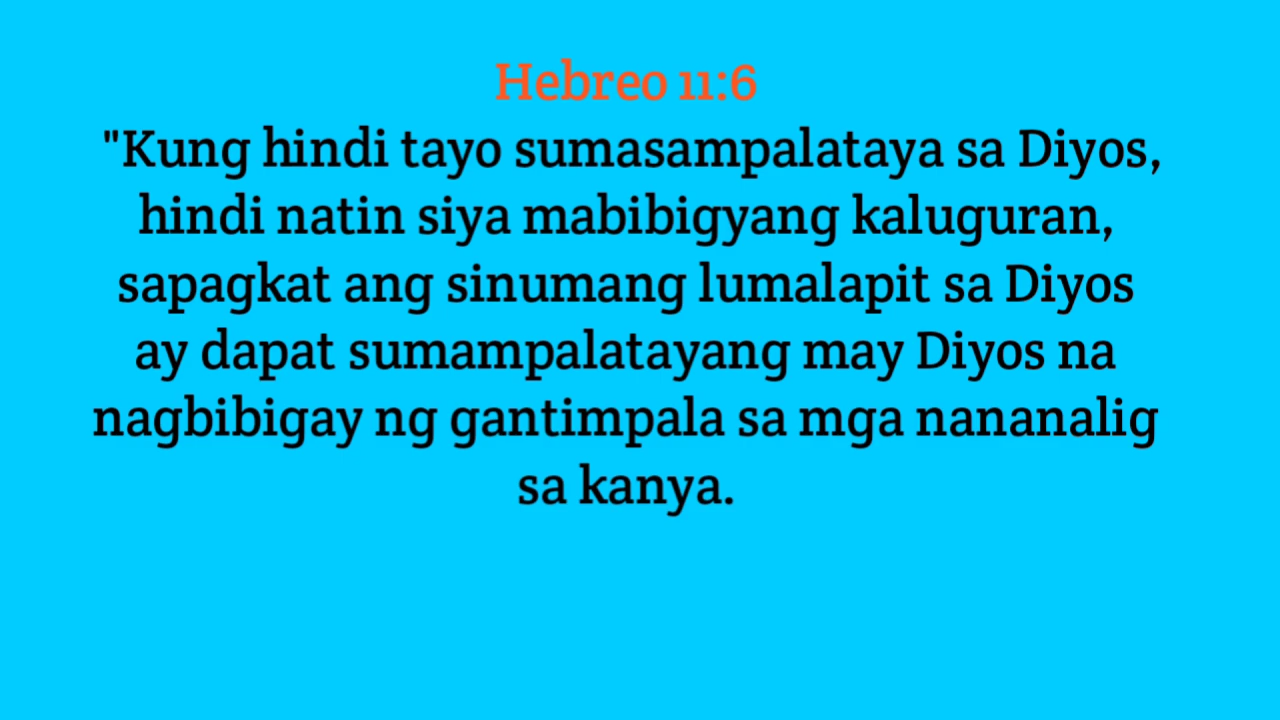 Hebreo 11:6
"Kung hindi tayo sumasampalataya sa Diyos,
hindi natin siya mabibigyang kaluguran,
sapagkat ang sinumang lumalapit sa Diyos
ay dapat sumampalatayang may Diyos na
nagbibigay ng gantimpala sa mga nananalig
sa kanya.